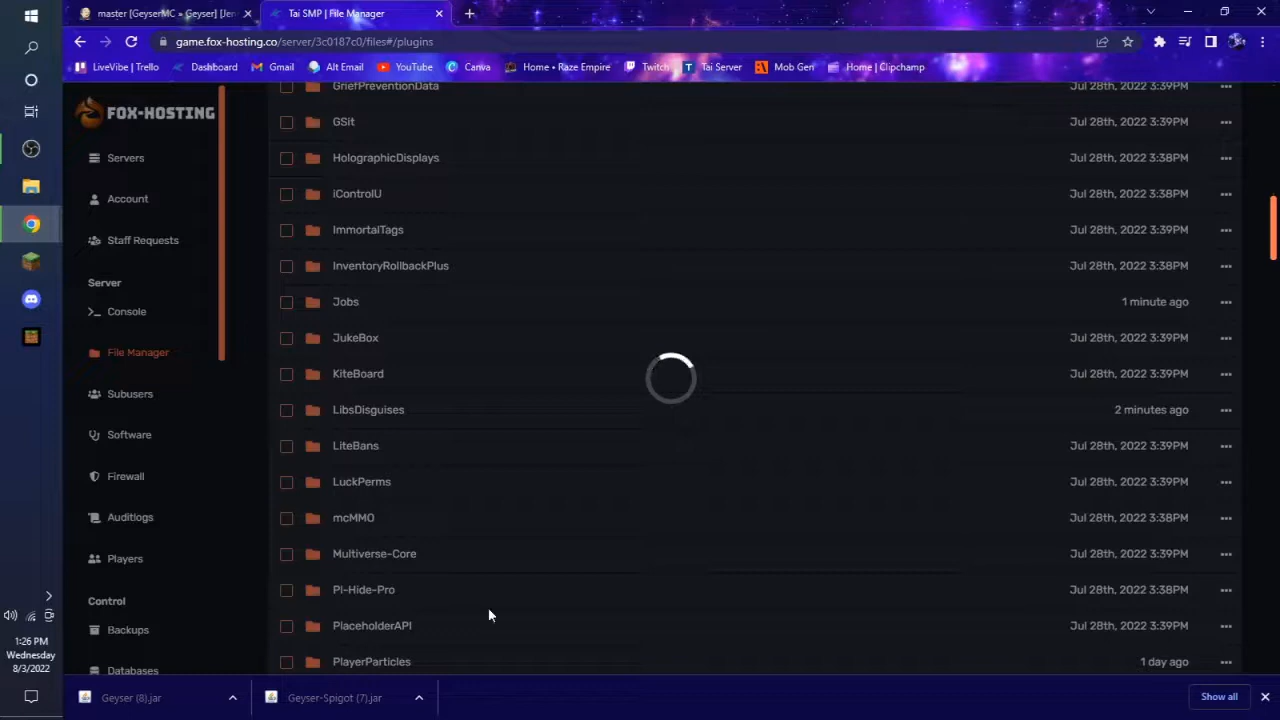 master [GeyserMC » Geyser] [Jen
Tai SMP | File Manager
game.fox-hosting.co/server/3c0187c0/files#/plugins
LiveVibe | Trello
Dashboard
Gmail
Alt Email
YouTube
Canva
Home • Raze Empire
Twitch
Tai Server
Mob Gen
Home | Clipchamp
FOX-HOSTING
Servers
Account
Staff Requests
Server
Console
File Manager
Subusers
Software
Firewall
Auditlogs
Players
Control
Backups
Databases
GriefPreventionData Jul 28th, 2022 3:39PM
GSit Jul 28th, 2022 3:39PM
HolographicDisplays Jul 28th, 2022 3:38PM
iControlU Jul 28th, 2022 3:38PM
ImmortalTags Jul 28th, 2022 3:39PM
InventoryRollbackPlus Jul 28th, 2022 3:38PM
Jobs 1 minute ago
JukeBox Jul 28th, 2022 3:39PM
KiteBoard Jul 28th, 2022 3:39PM
LibsDisguises 2 minutes ago
LiteBans Jul 28th, 2022 3:39PM
LuckPerms Jul 28th, 2022 3:39PM
mcMMO Jul 28th, 2022 3:38PM
Multiverse-Core Jul 28th, 2022 3:39PM
Pl-Hide-Pro Jul 28th, 2022 3:38PM
PlaceholderAPI Jul 28th, 2022 3:38PM
PlayerParticles 1 day ago
1:26 PM
Wednesday
8/3/2022
Geyser (8).jar
Geyser-Spigot (7).jar
Show all